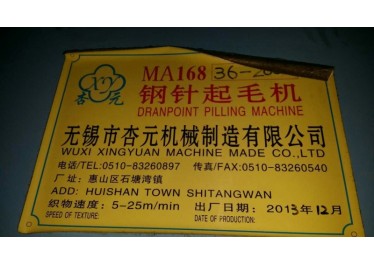 XY
杏元
MA168 36-20
钢针起毛机
DRANPOINT PILLING MACHINE
无锡市杏元机械制造有限公司
WUXI XINGYUAN MACHINE MADE CO.,LTD
电话/TEL:0510-83260897 传真/FAX:0510-83260540
厂 址: 惠山区石塘湾镇
ADD: HUISHAN TOWN SHITANGWAN
织物速度: 5-25m/min 出厂日期: 2013年12月
SPEED OF TEXTURE: DATE OF PRODUCTION: